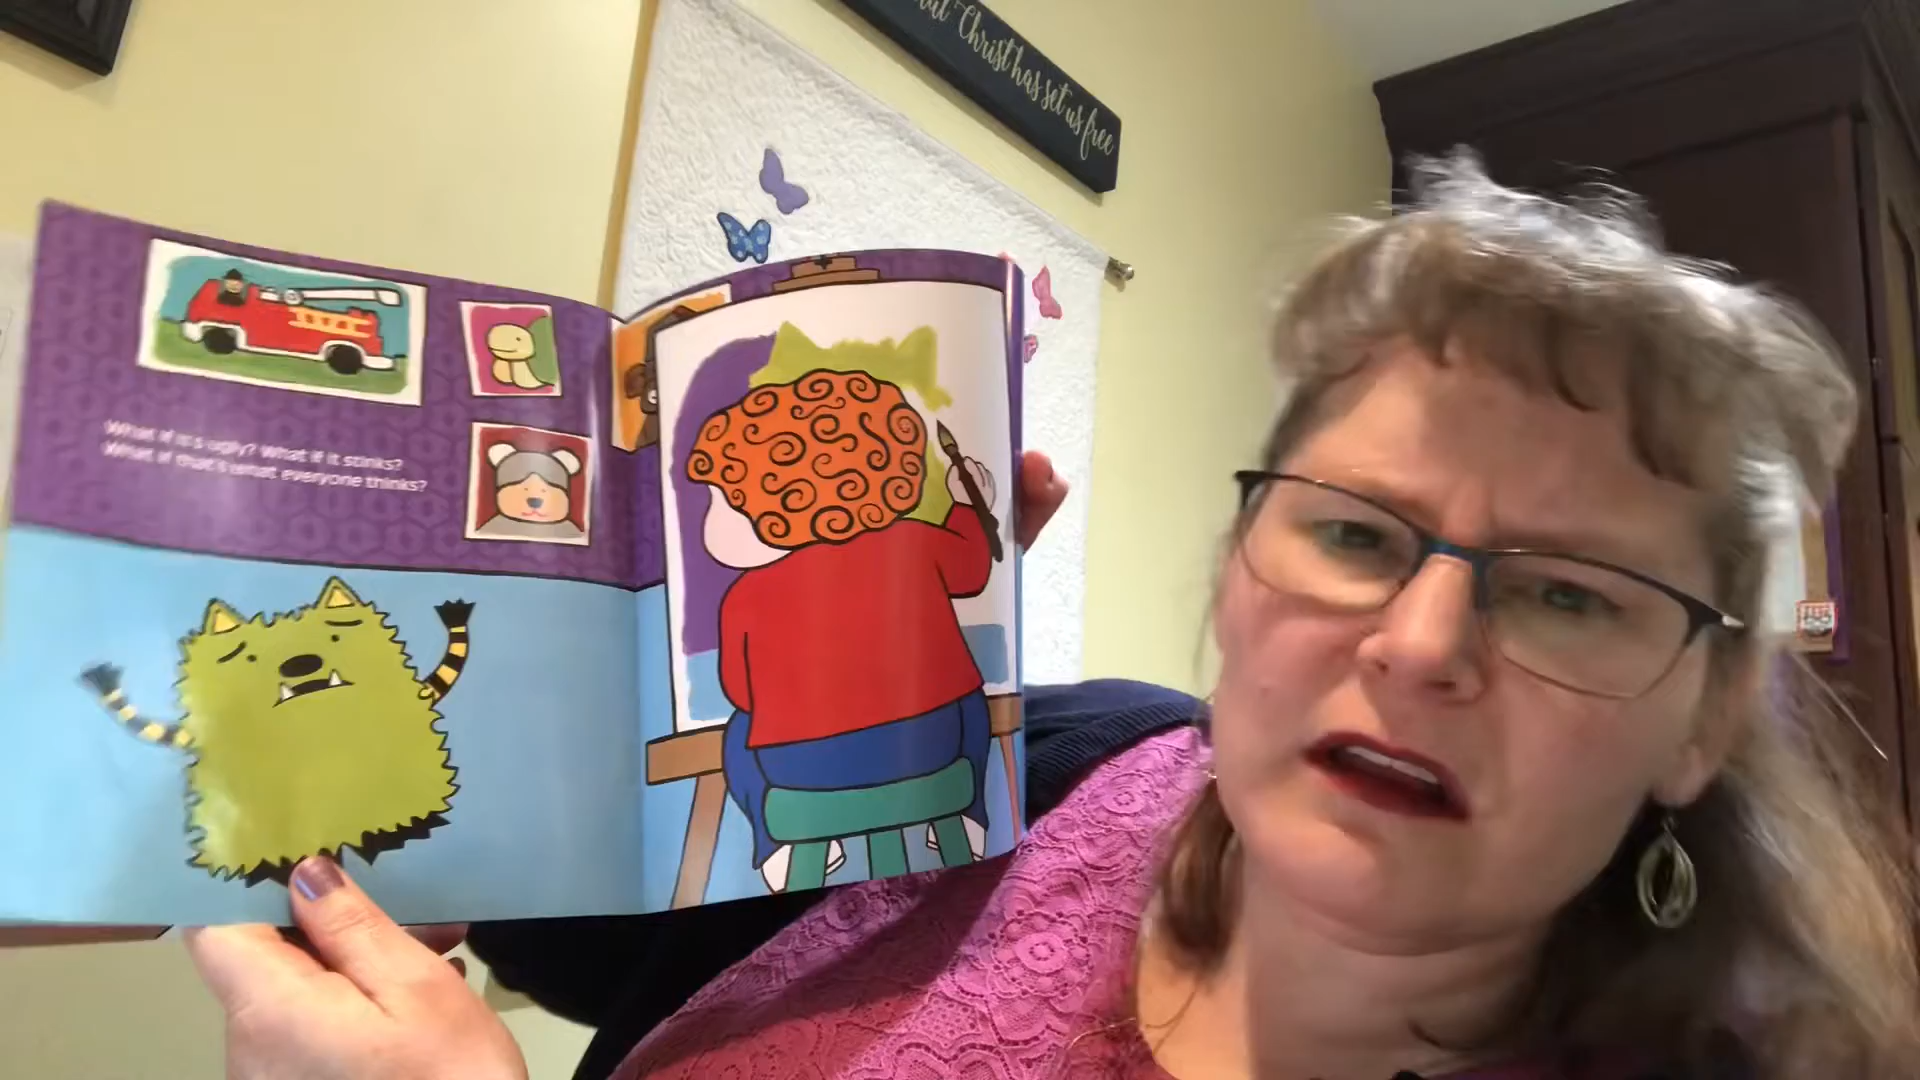 Christ has set us free
What if it's ugly? What if it stinks?
What if that's what everyone thinks?